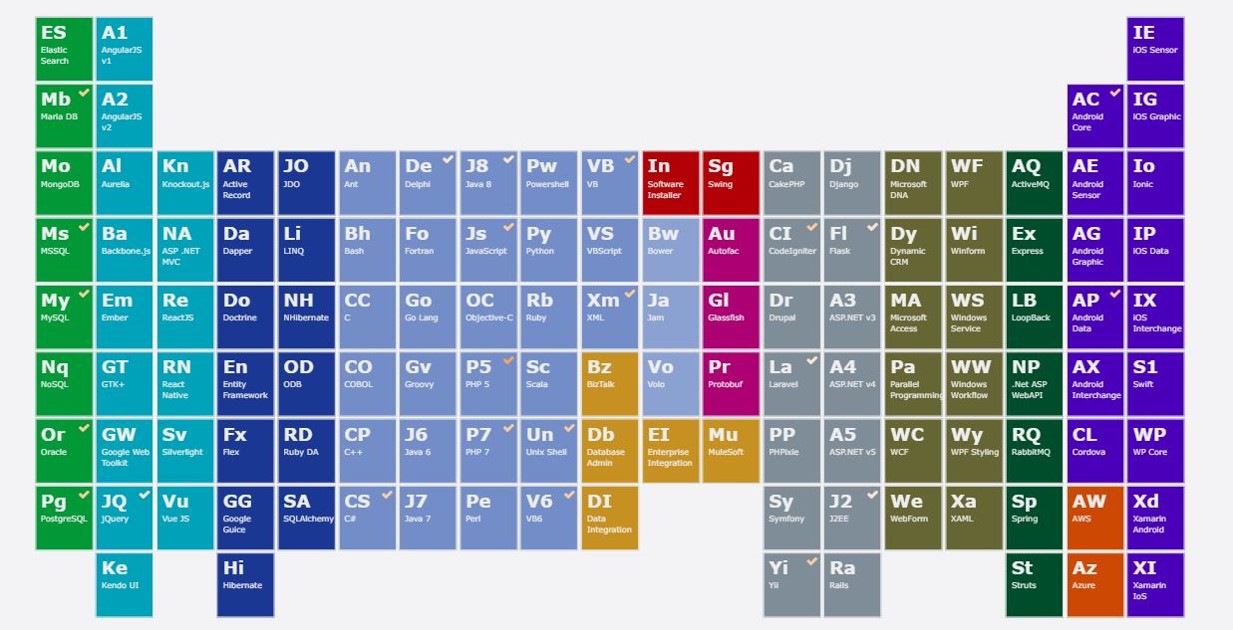 ES
Elastic
Search
A1
AngularJS
v1
IE
iOS Sensor
Mb
Maria DB
A2
AngularJS
v2
AC
Android
Core
IG
iOS Graphic
Mo
MongoDB
Al
Aurelia
Kn
Knockout.js
AR
Active
Record
JO
JDO
An
Ant
De
Delphi
J8
Java 8
Pw
Powershell
VB
VB
In
Software
Installer
Sg
Swing
Ca
CakePHP
Dj
Django
DN
Microsoft
DNA
WF
WPF
AQ
ActiveMQ
AE
Android
Sensor
Io
Ionic
Ms
MSSQL
Ba
Backbone.js
NA
ASP .NET
MVC
Da
Dapper
Li
LINQ
Bh
Bash
Fo
Fortran
Js
JavaScript
Py
Python
VS
VBScript
Bw
Bower
Au
Autofac
CI
CodeIgniter
Fl
Flask
Dy
Dynamic
CRM
Wi
Winform
Ex
Express
AG
Android
Graphic
IP
iOS Data
My
MySQL
Em
Ember
Re
ReactJS
Do
Doctrine
NH
NHibernate
CC
C
Go
Go Lang
OC
Objective-C
Rb
Ruby
Xm
XML
Ja
Jam
Gl
Glassfish
Dr
Drupal
A3
ASP.NET v3
MA
Microsoft
Access
WS
Windows
Service
LB
LoopBack
AP
Android
Data
IX
iOS
Interchange
Nq
NoSQL
GT
GTK+
RN
React
Native
En
Entity
Framework
OD
ODB
CO
COBOL
Gv
Groovy
P5
PHP 5
Sc
Scala
Bz
BizTalk
Vo
Volo
Pr
Protobuf
La
Laravel
A4
ASP.NET v4
Pa
Parallel
Programming
WW
Windows
Workflow
NP
.Net ASP
WebAPI
AX
Android
Interchange
S1
Swift
Or
Oracle
GW
Google Web
Toolkit
Sv
Silverlight
Fx
Flex
RD
Ruby DA
CP
C++
J6
Java 6
P7
PHP 7
Un
Unix Shell
Db
Database
Admin
EI
Enterprise
Integration
Mu
MuleSoft
PP
PHPixie
A5
ASP.NET v5
WC
WCF
Wy
WPF Styling
RQ
RabbitMQ
CL
Cordova
WP
WP Core
Pg
PostgreSQL
JQ
jQuery
Vu
Vue JS
GG
Google
Guice
SA
SQLAlchemy
CS
C#
J7
Java 7
Pe
Perl
V6
VB6
DI
Data
Integration
Sy
Symfony
J2
J2EE
We
WebForm
Xa
XAML
Sp
Spring
AW
AWS
Xd
Xamarin
Android
Ke
Kendo UI
Hi
Hibernate
Yi
Yii
Ra
Rails
St
Struts
Az
Azure
XI
Xamarin
IoS